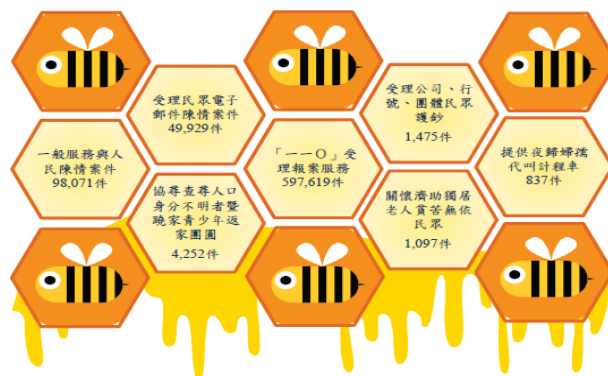 一般服務與人
民陳情案件
98,071件
受理民眾電子
郵件陳情案件
49,929件
協尋查尋人口
身分不明者暨
蹺家青少年返
家團圓
4,252件
「一一O」受
理報案服務
597,619件
受理公司、行
號、團體民眾
護鈔
1,475件
關懷濟助獨居
老人貧苦無依
民眾
1,097件
提供夜歸婦孺
代叫計程車
837件